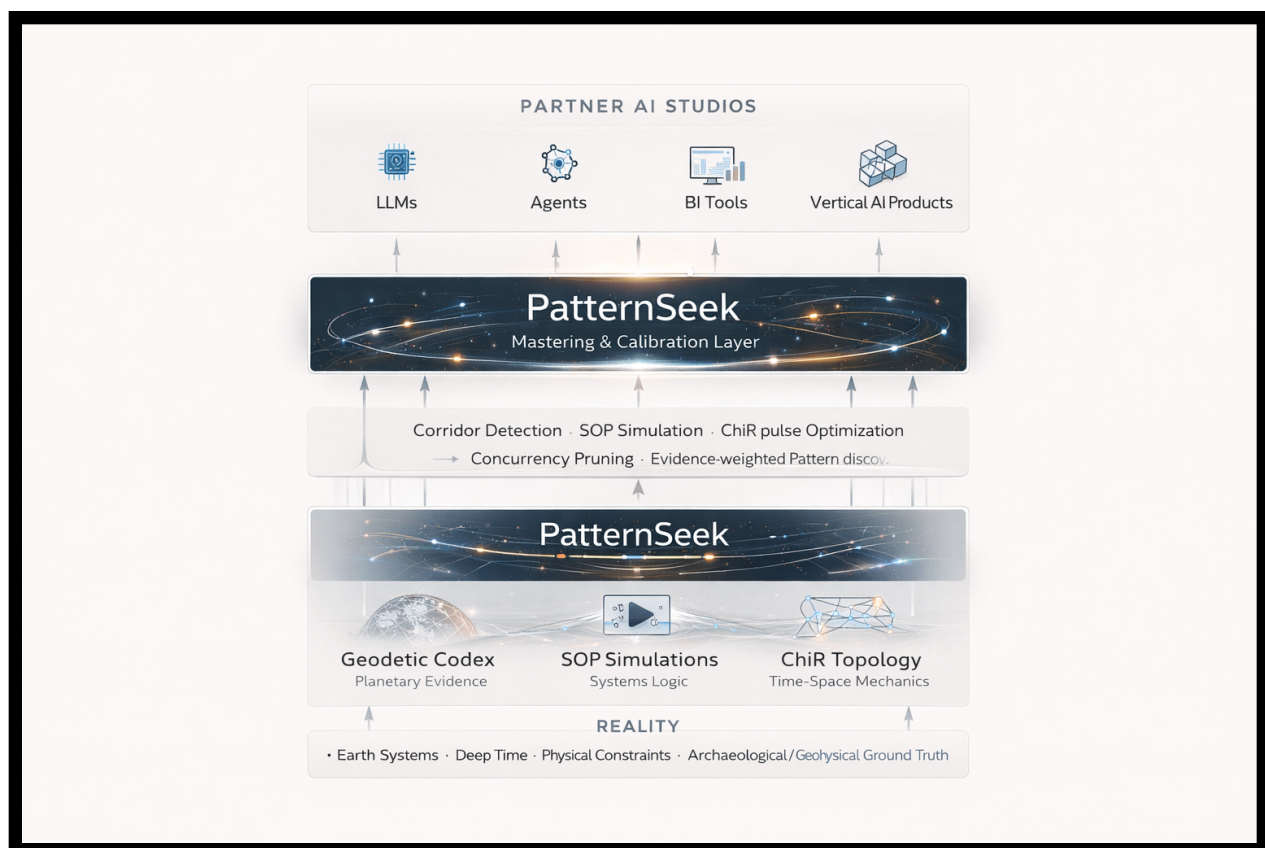 PARTNER AI STUDIOS
LLMs
Agents
BI Tools
Vertical AI Products
PatternSeek
Mastering & Calibration Layer
Corridor Detection · SOP Simulation · ChiR pulse Optimization
Concurrency Pruning · Evidence-weighted Pattern discov.
PatternSeek
Geodetic Codex
SOP Simulations
ChiR Topology
Planetary Evidence
Systems Logic
Time-Space Mechanics
REALITY
• Earth Systems · Deep Time · Physical Constraints · Archaeological/Geohysical Ground Truth